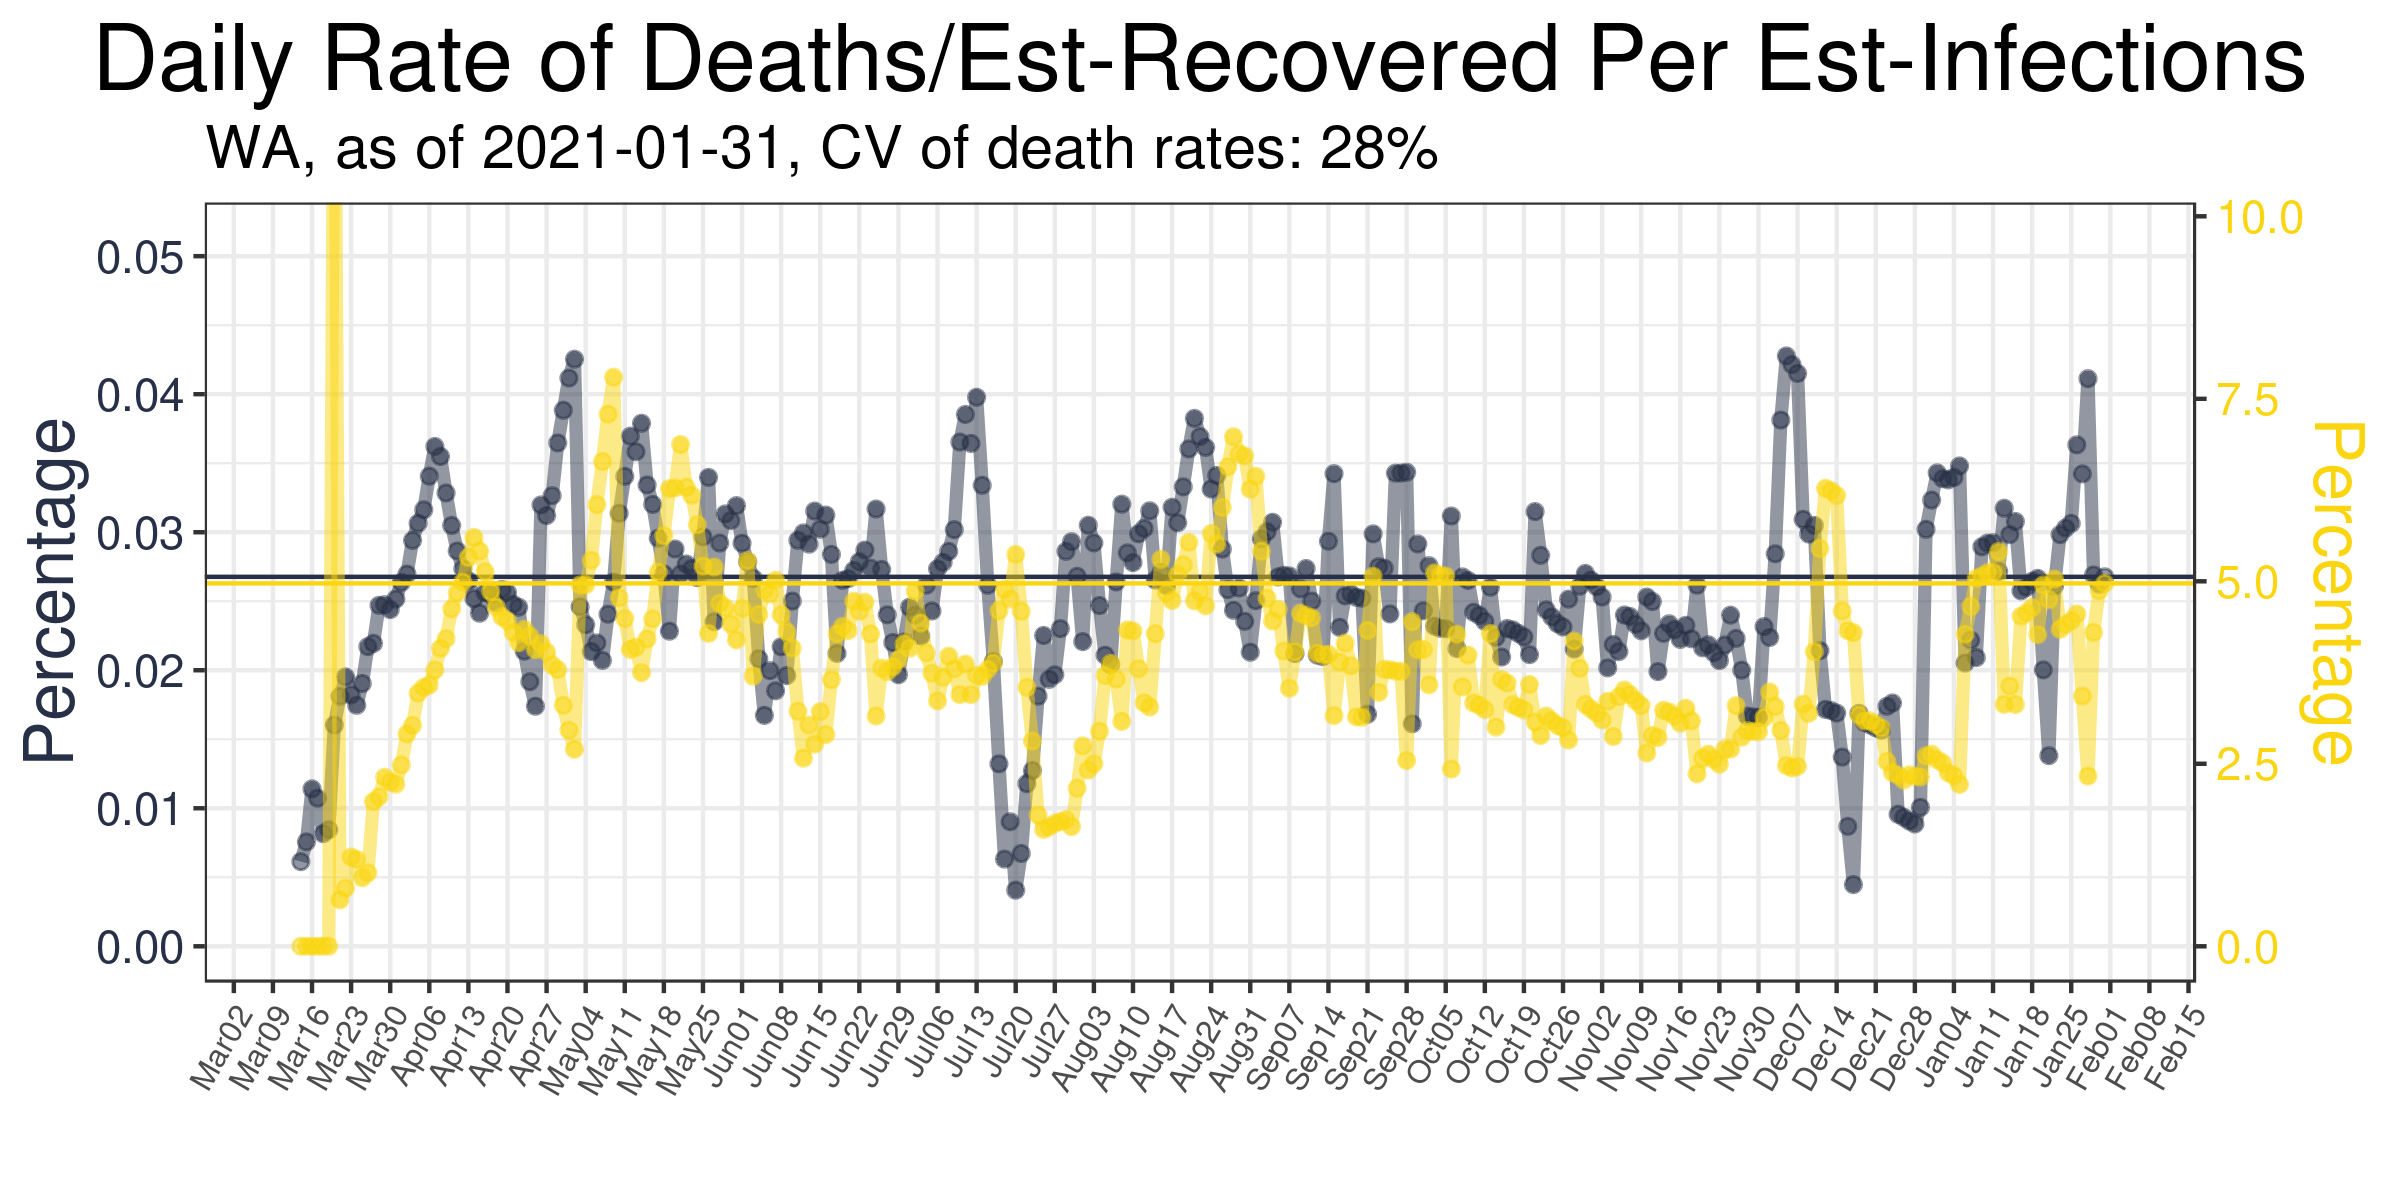 Daily Rate of Deaths/Est-Recovered Per Est-Infections
WA, as of 2021-01-31, CV of death rates: 28%
Percentage
0.05
0.04
0.03
0.02
0.01
0.00
10.0
7.5
5.0
2.5
0.0
Percentage
Mar02
Mar09
Mar16
Mar23
Mar30
Apr06
Apr13
Apr20
Apr27
May04
May11
May18
May25
Jun01
Jun08
Jun15
Jun22
Jun29
Jul06
Jul13
Jul20
Jul27
Aug03
Aug10
Aug17
Aug24
Aug31
Sep07
Sep14
Sep21
Sep28
Oct05
Oct12
Oct19
Oct26
Nov02
Nov09
Nov16
Nov23
Nov30
Dec07
Dec14
Dec21
Dec28
Jan04
Jan11
Jan18
Jan25
Feb01
Feb08
Feb15